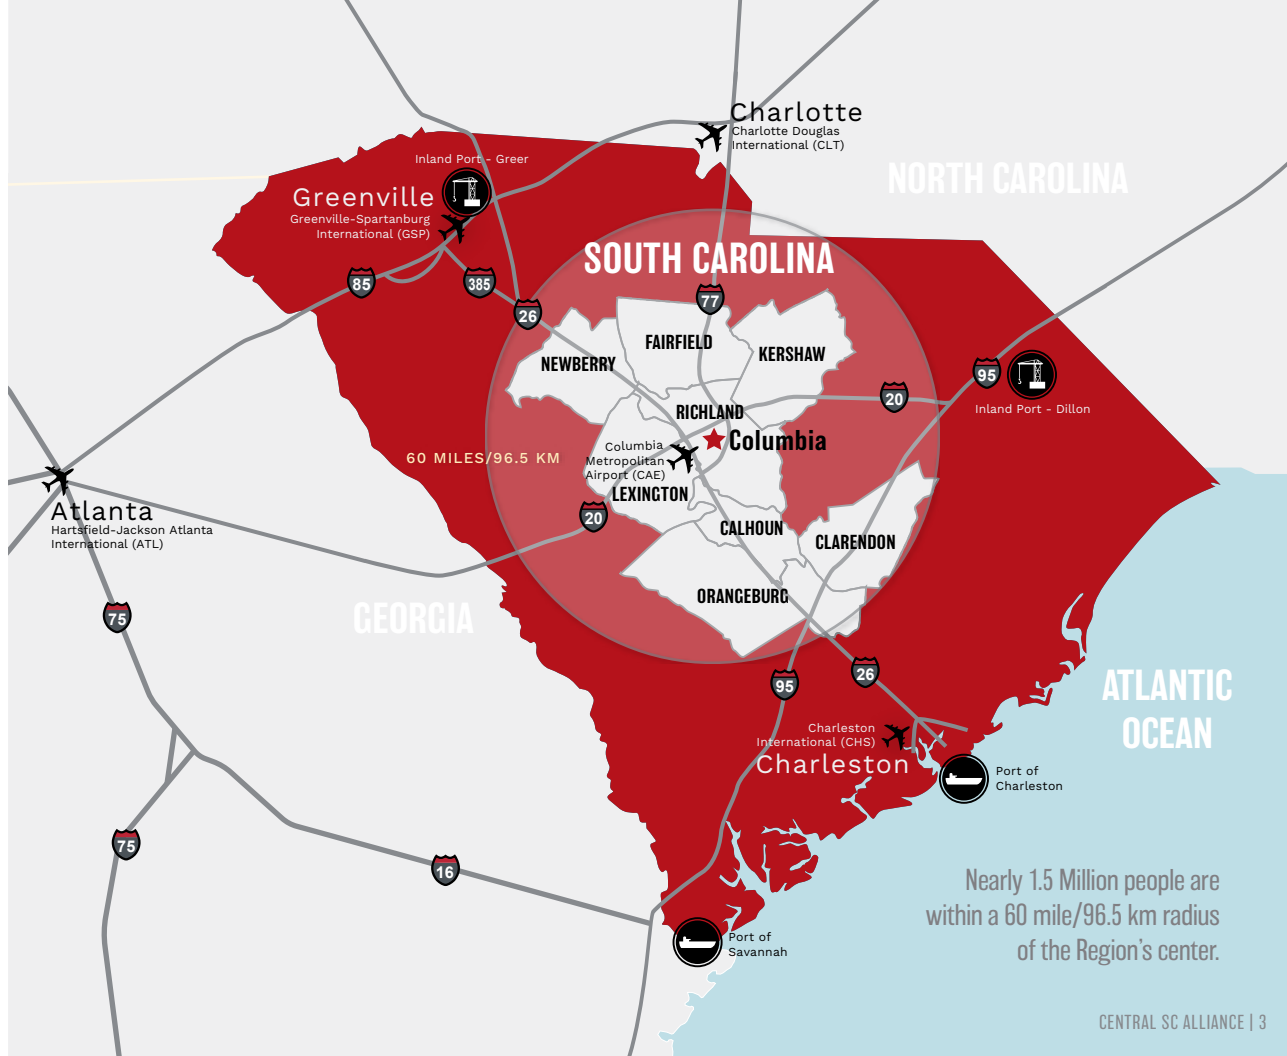 Charlotte
Charlotte Douglas
International (CLT)
Inland Port - Greer
NORTH CAROLINA
Greenville
Greenville-Spartanburg
International (GSP)
SOUTH CAROLINA
85
385
77
26
FAIRFIELD
KERSHAW
NEWBERRY
95
20
Inland Port - Dillon
RICHLAND
Columbia
Columbia
Metropolitan
Airport (CAE)
60 MILES/96.5 KM
LEXINGTON
20
Atlanta
Hartsfield-Jackson Atlanta
International (ATL)
CALHOUN
CLARENDON
ORANGEBURG
GEORGIA
75
95
26
ATLANTIC
OCEAN
Charleston
International (CHS)
Charleston
Port of
Charleston
75
16
Nearly 1.5 Million people are
within a 60 mile/96.5 km radius
of the Region's center.
Port of
Savannah
CENTRAL SC ALLIANCE | 3